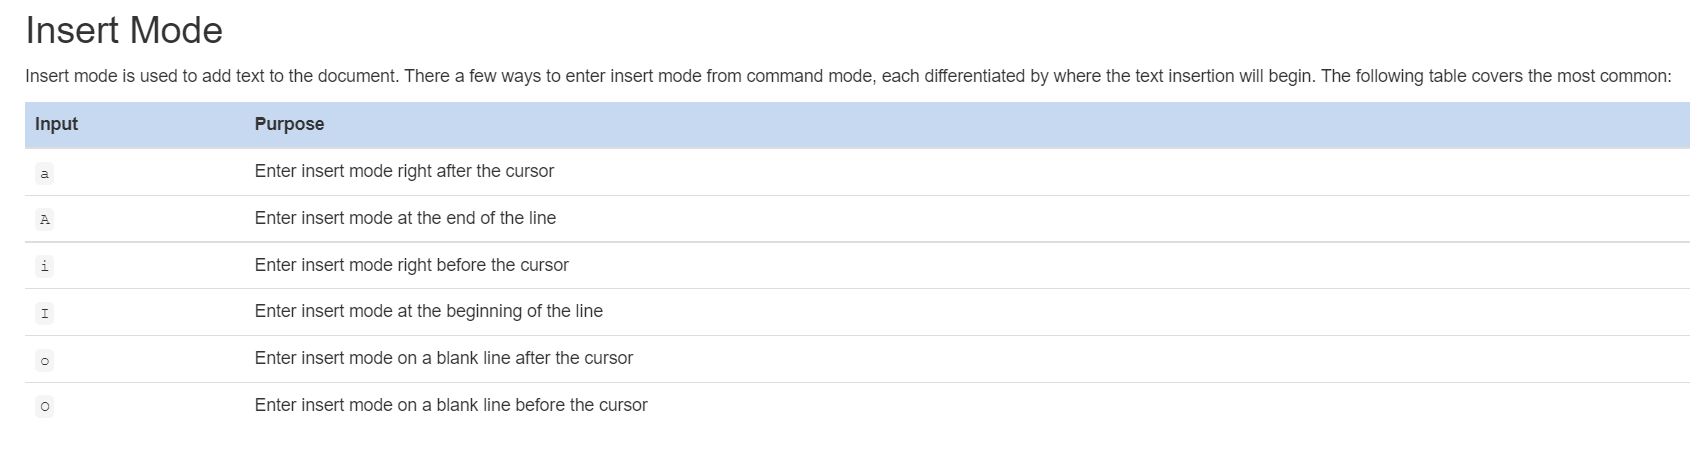 Insert Mode
Insert mode is used to add text to the document. There a few ways to enter insert mode from command mode, each differentiated by where the text insertion will begin. The following table covers the most common:
Input Purpose
a Enter insert mode right after the cursor
A Enter insert mode at the end of the line
i Enter insert mode right before the cursor
I Enter insert mode at the beginning of the line
o Enter insert mode on a blank line after the cursor
O Enter insert mode on a blank line before the cursor